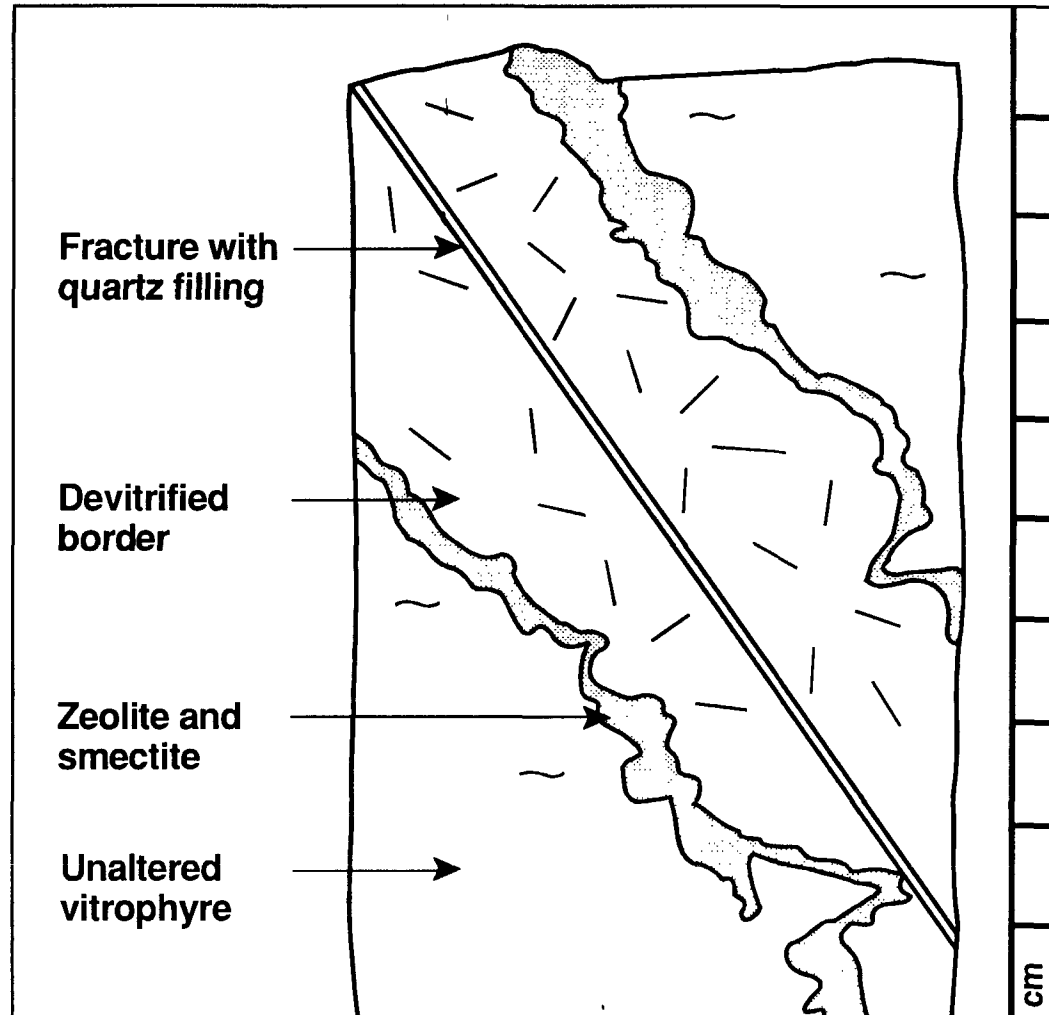 Fracture with
quartz filling
Devitrified
border
Zeolite and
smectite
Unaltered
vitrophyre
cm